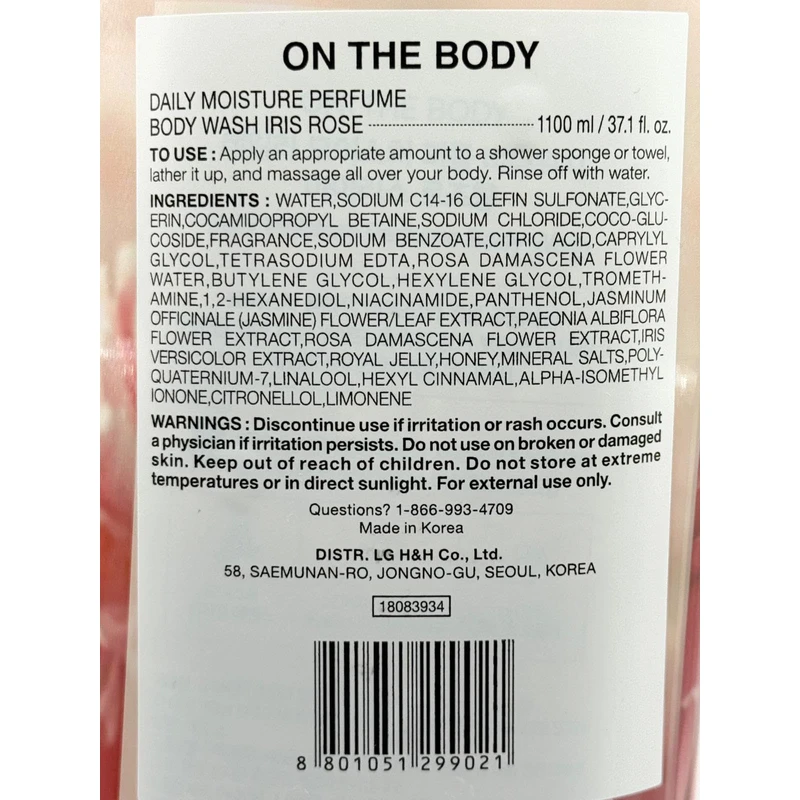 ON THE BODY
DAILY MOISTURE PERFUME
BODY WASH IRIS ROSE ---------- 1100 ml / 37.1 fl. oz.
TO USE : Apply an appropriate amount to a shower sponge or towel,
lather it up, and massage all over your body. Rinse off with water.
INGREDIENTS : WATER,SODIUM C14-16 OLEFIN SULFONATE,GLYC-
ERIN,COCAMIDOPROPYL BETAINE,SODIUM CHLORIDE,COCO-GLU-
COSIDE,FRAGRANCE,SODIUM BENZOATE,CITRIC ACID,CAPRYLYL
GLYCOL,TETRASODIUM EDTA,ROSA DAMASCENA FLOWER
WATER,BUTYLENE GLYCOL,HEXYLENE GLYCOL,TROMETH-
AMINE,1,2-HEXANEDIOL,NIACINAMIDE,PANTHENOL,JASMINUM
OFFICINALE (JASMINE) FLOWER/LEAF EXTRACT,PAEONIA ALBIFLORA
FLOWER EXTRACT,ROSA DAMASCENA FLOWER EXTRACT,IRIS
VERSICOLOR EXTRACT,ROYAL JELLY,HONEY,MINERAL SALTS,POLY-
QUATERNIUM-7,LINALOOL,HEXYL CINNAMAL,ALPHA-ISOMETHYL
IONONE,CITRONELLOL,LIMONENE
WARNINGS : Discontinue use if irritation or rash occurs. Consult
a physician if irritation persists. Do not use on broken or damaged
skin. Keep out of reach of children. Do not store at extreme
temperatures or in direct sunlight. For external use only.
Questions? 1-866-993-4709
Made in Korea
DISTR. LG H&H Co., Ltd.
58, SAEMUNAN-RO, JONGNO-GU, SEOUL, KOREA
18083934
8 801051 299021